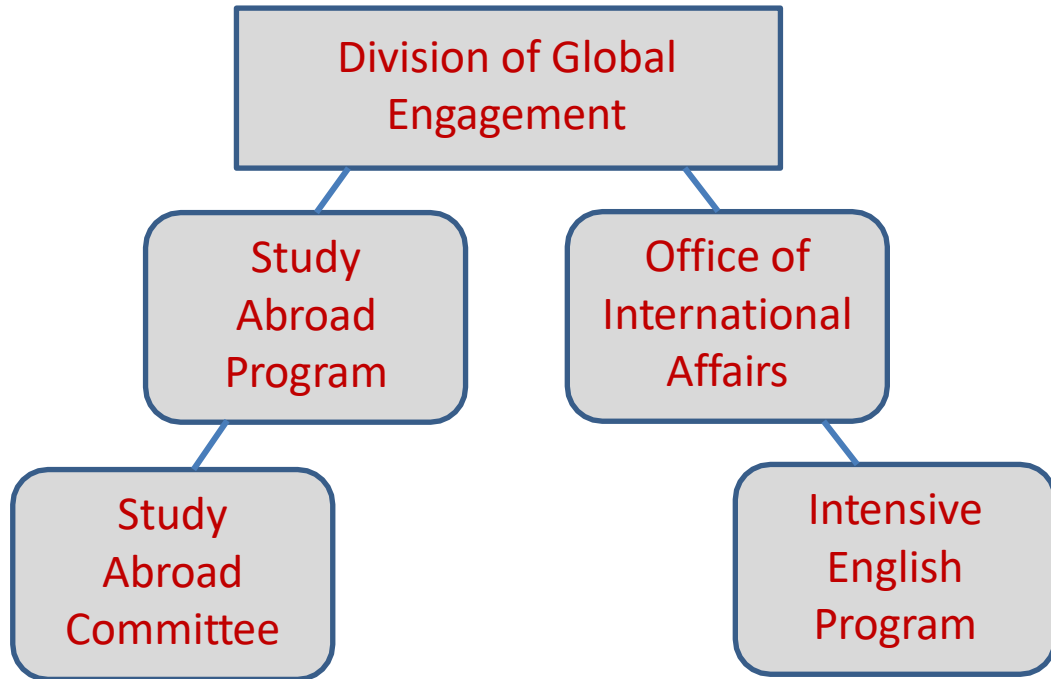 Division of Global
Engagement
Study
Abroad
Program
Office of
International
Affairs
Study
Abroad
Committee
Intensive
English
Program